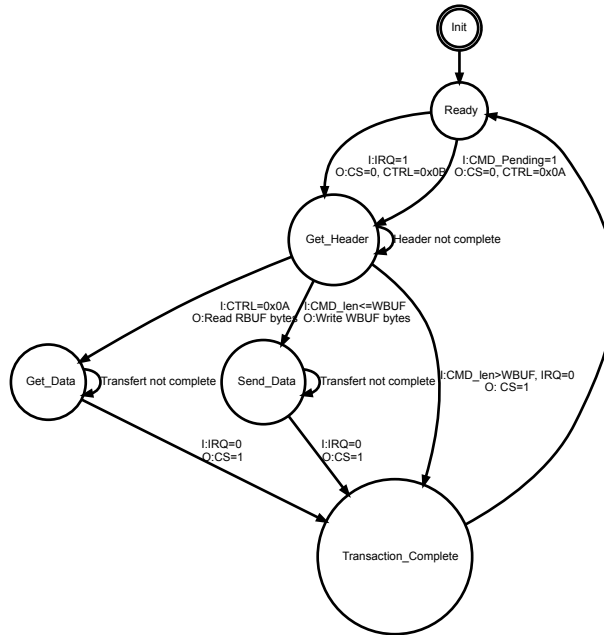 Init
Ready
I:IRQ=1
O:CS=0, CTRL=0x0B
I:CMD_Pending=1
O:CS=0, CTRL=0x0A
Get_Header
Header not complete
I:CTRL=0x0A
O:Read RBUF bytes
I:CMD_len<=WBUF
O:Write WBUF bytes
Get_Data
Transfert not complete
Send_Data
Transfert not complete
I:CMD_len>WBUF, IRQ=0
O: CS=1
I:IRQ=0
O:CS=1
I:IRQ=0
O:CS=1
Transaction_Complete